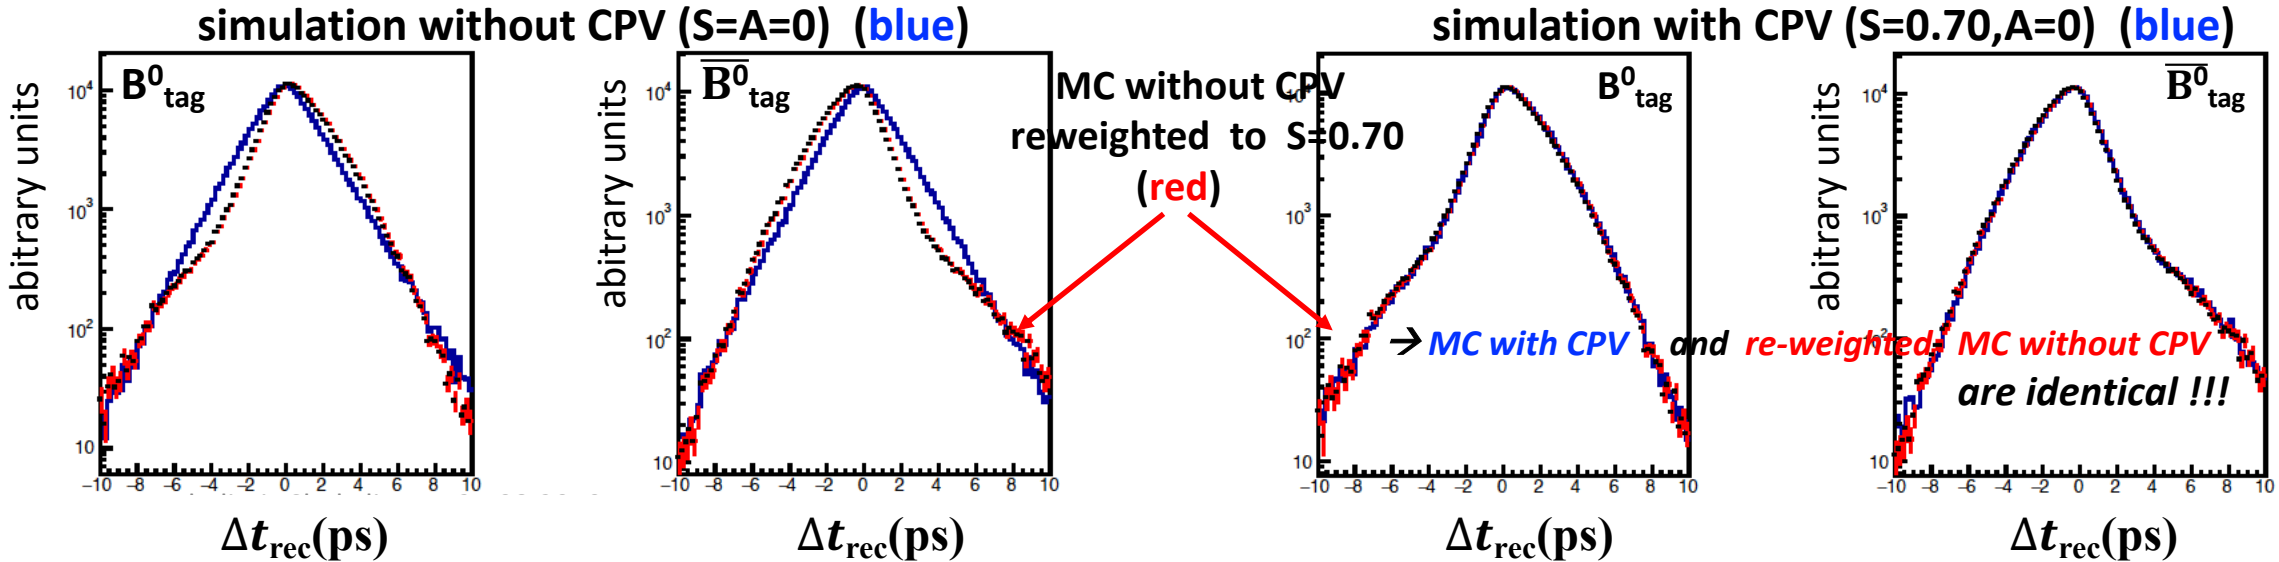 simulation without CPV (S=A=0) (blue)
simulation with CPV (S=0.70,A=0) (blue)
abitrary units
B⁰tag
10⁴
10³
10²
10
−10 −8 −6 −4 −2 0 2 4 6 8 10
Δt_rec(ps)
abitrary units
B̅⁰tag
10⁴
10³
10²
10
−10 −8 −6 −4 −2 0 2 4 6 8 10
Δt_rec(ps)
MC without CPV
reweighted to S=0.70
(red)
B⁰tag
10³
10²
10
−10 −8 −6 −4 −2 0 2 4 6 8 10
Δt_rec(ps)
abitrary units
B̅⁰tag
10⁴
10³
10
−10 −8 −6 −4 −2 0 2 4 6 8 10
Δt_rec(ps)
→ MC with CPV and re-weighted MC without CPV
are identical !!!